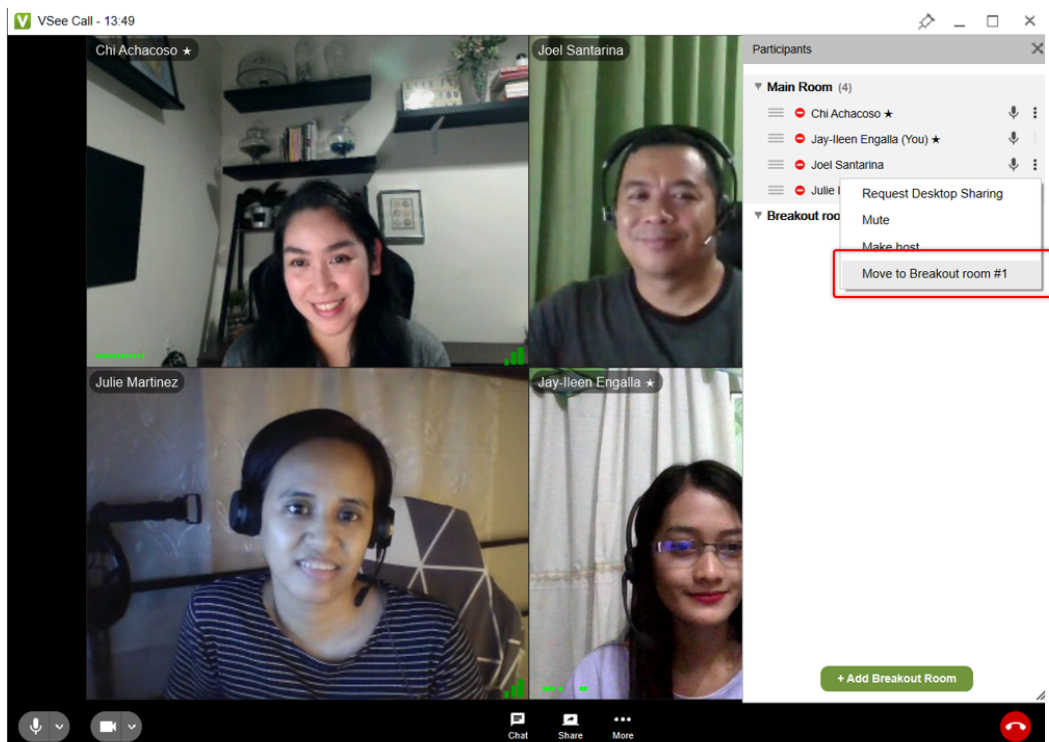 VSee Call - 13:49
Chi Achacoso ★
Joel Santarina
Julie Martinez
Jay-Ileen Engalla ★
Participants
Main Room (4)
Chi Achacoso ★
Jay-Ileen Engalla (You) ★
Joel Santarina
Julie
Breakout
Request Desktop Sharing
Mute
Make host
Move to Breakout room #1
+ Add Breakout Room
Chat
Share
More